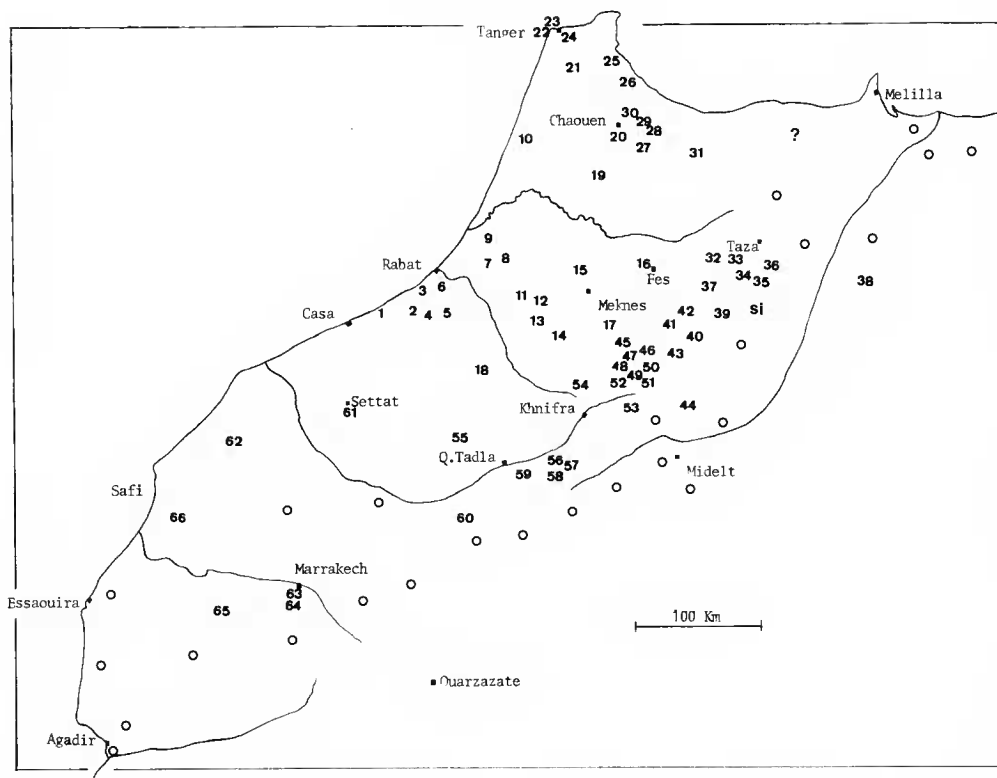 23
Tanger 22 24
21 25
26
Melilla
30
Chaouen 29
28
10 20 ?
27 31
19
9
Taza
7 8 16 32 33 36
Rabat 15 Fes 34
6 37 35 38
3 11 12 Meknes
1 2 4 5 42 39 si
Casa 13 17 41
14 45 40
47 46 43
18 48 50
49
54 52 51
Settat
61 Khnifra 53 44
62 55
Q.Tadla 56 57 Midelt
59 58
Safi
66 60
Marrakech
63
Essaouira 65 64
100 Km
Ouarzazate
Agadir